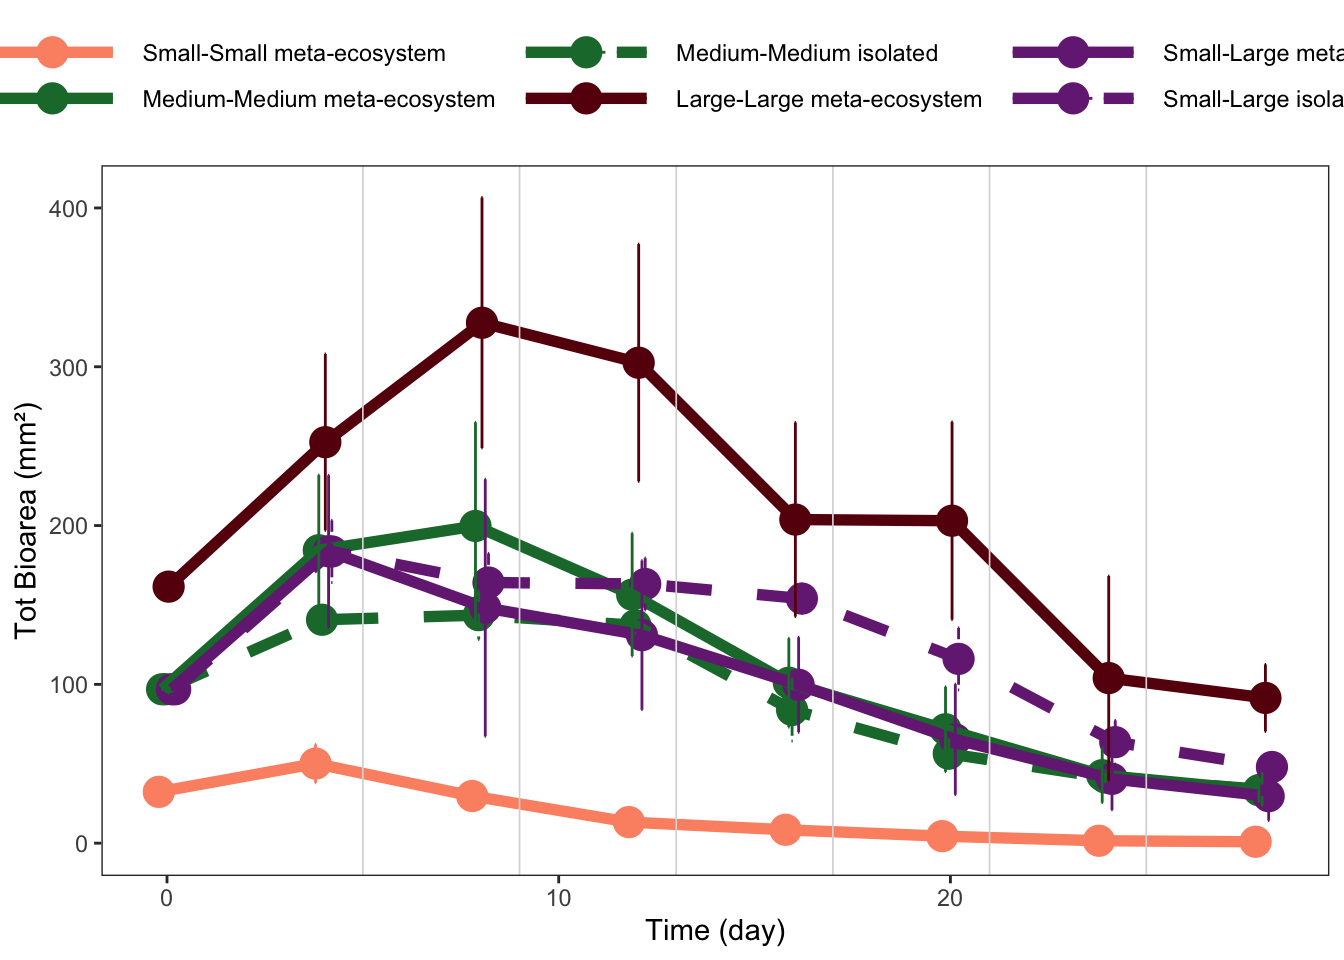 Small-Small meta-ecosystem
Medium-Medium isolated
Small-Large meta
Medium-Medium meta-ecosystem
Large-Large meta-ecosystem
Small-Large isola
400
300
200
100
0
Tot Bioarea (mm²)
0
10
20
Time (day)